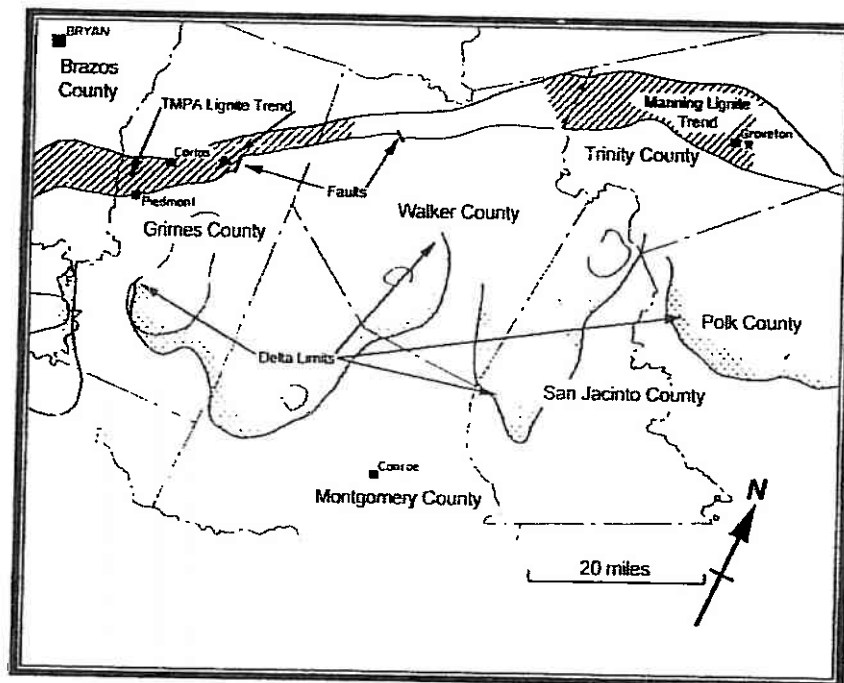 BRYAN
Brazos
County
TMPA Lignite Trend
Manning Lignite
Trend
Groveton
Carlos
Trinity County
Faults
Piedmont
Walker County
Grimes County
Polk County
Delta Limits
San Jacinto County
Conroe
Montgomery County
N
20 miles